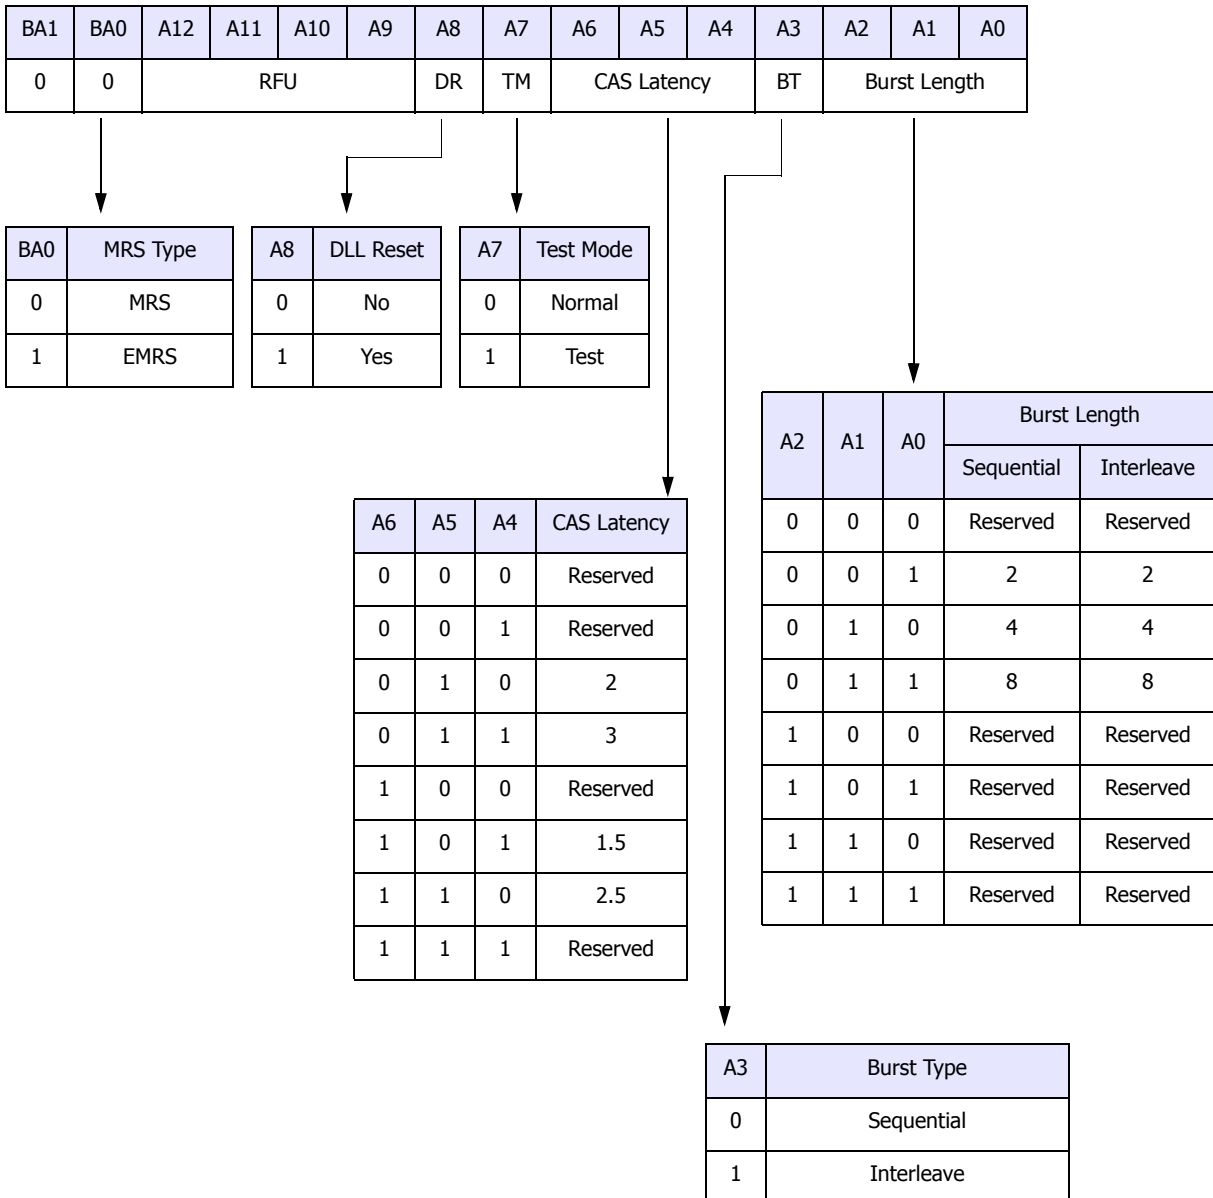 BA1 BA0 A12 A11 A10 A9 A8 A7 A6 A5 A4 A3 A2 A1 A0
0 0 RFU DR TM CAS Latency BT Burst Length
BA0 MRS Type
0 MRS
1 EMRS
A8 DLL Reset
0 No
1 Yes
A7 Test Mode
0 Normal
1 Test
A6 A5 A4 CAS Latency
0 0 0 Reserved
0 0 1 Reserved
0 1 0 2
0 1 1 3
1 0 0 Reserved
1 0 1 1.5
1 1 0 2.5
1 1 1 Reserved
A2 A1 A0 Burst Length
Sequential Interleave
0 0 0 Reserved Reserved
0 0 1 2 2
0 1 0 4 4
0 1 1 8 8
1 0 0 Reserved Reserved
1 0 1 Reserved Reserved
1 1 0 Reserved Reserved
1 1 1 Reserved Reserved
A3 Burst Type
0 Sequential
1 Interleave